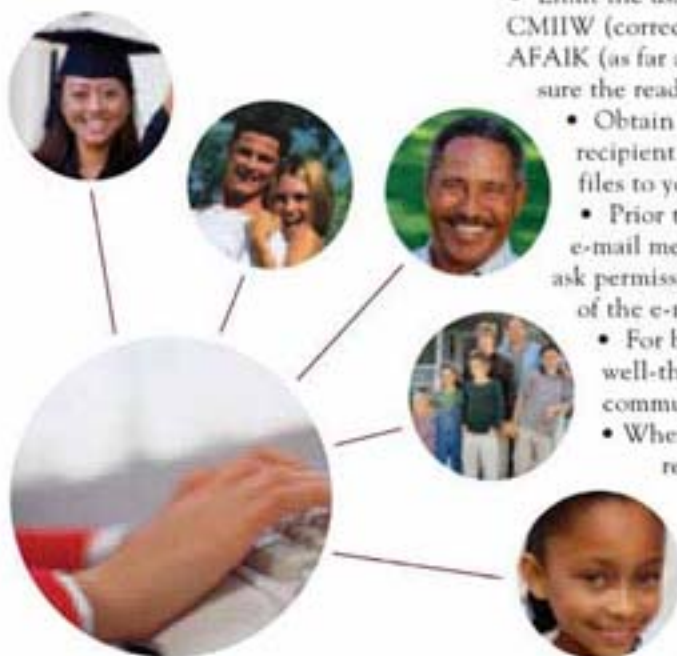 CMIIW (correc
AFAIK (as far a
sure the read
• Obtain
recipient
files to yo
• Prior t
e-mail me
ask permiss
of the e-r
• For b
well-th
commu
• Whe
re